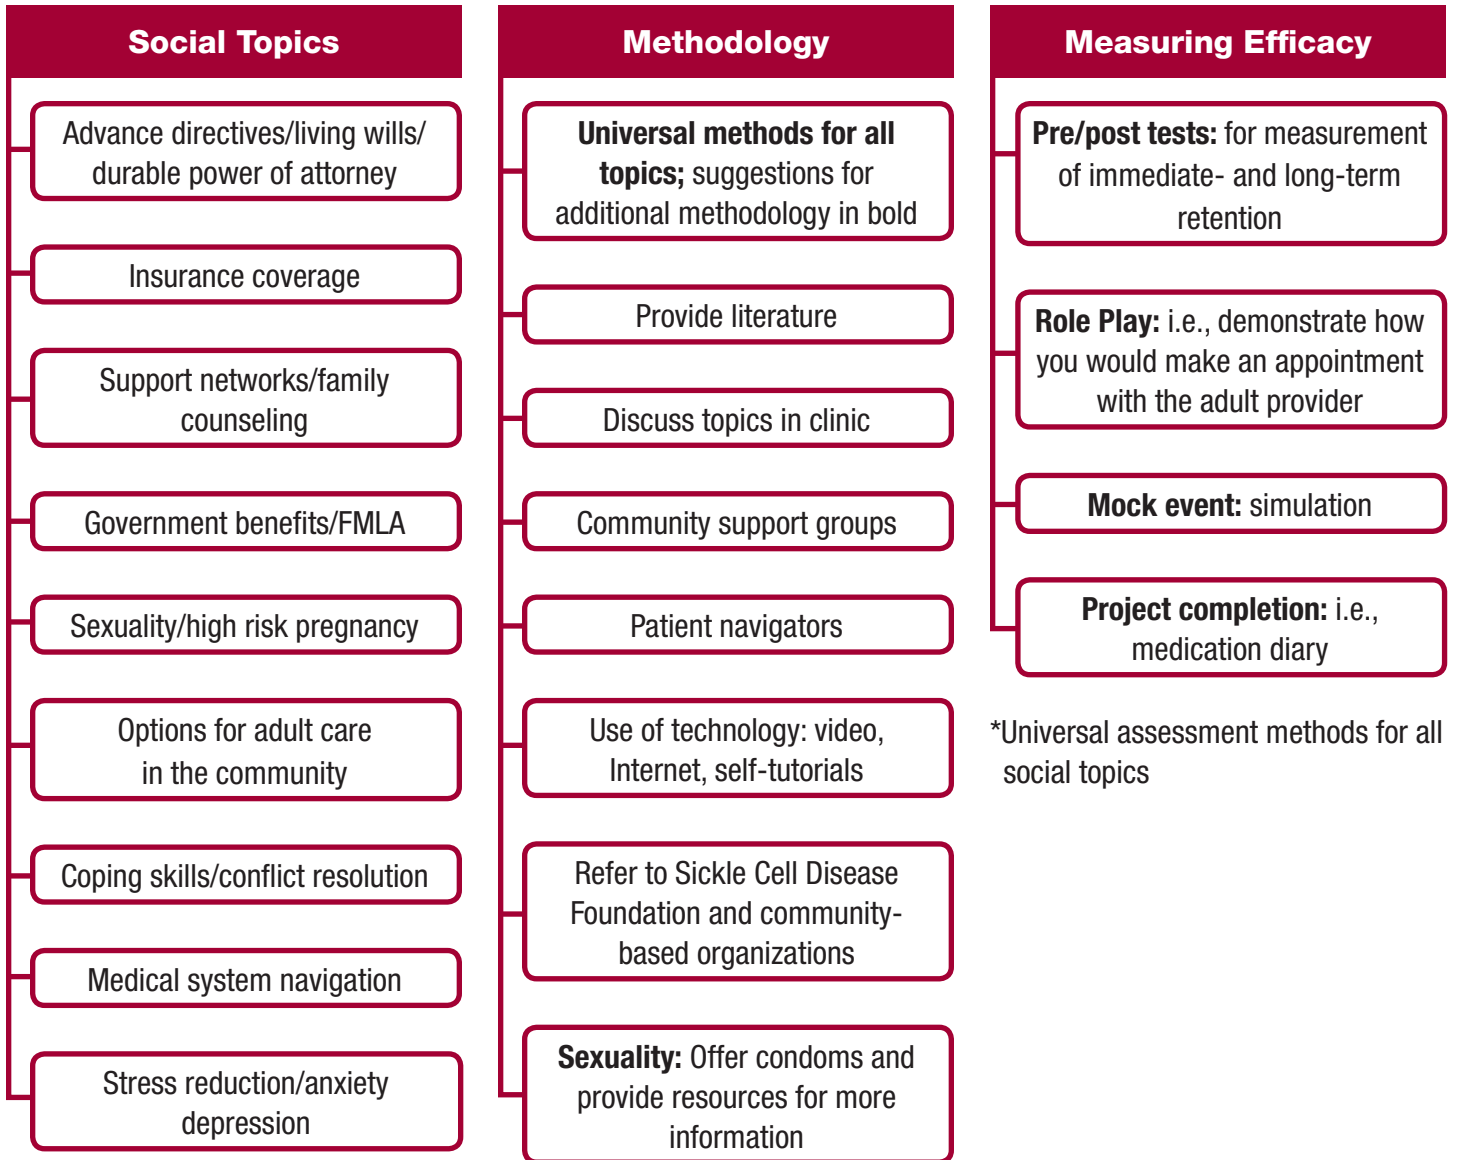 Social Topics
Advance directives/living wills/
durable power of attorney
Insurance coverage
Support networks/family
counseling
Government benefits/FMLA
Sexuality/high risk pregnancy
Options for adult care
in the community
Coping skills/conflict resolution
Medical system navigation
Stress reduction/anxiety
depression
Methodology
Universal methods for all
topics; suggestions for
additional methodology in bold
Provide literature
Discuss topics in clinic
Community support groups
Patient navigators
Use of technology: video,
Internet, self-tutorials
Refer to Sickle Cell Disease
Foundation and community-
based organizations
Sexuality: Offer condoms and
provide resources for more
information
Measuring Efficacy
Pre/post tests: for measurement
of immediate- and long-term
retention
Role Play: i.e., demonstrate how
you would make an appointment
with the adult provider
Mock event: simulation
Project completion: i.e.,
medication diary
*Universal assessment methods for all
social topics